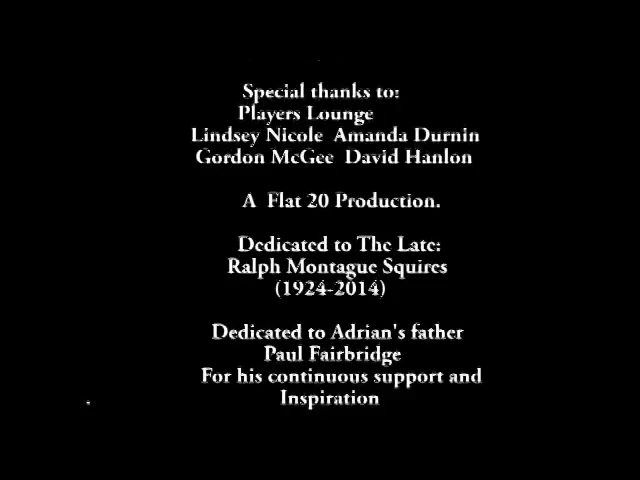 Special thanks to:
Players Lounge
Lindsey Nicole  Amanda Durnin
Gordon McGee  David Hanlon
A  Flat 20 Production.
Dedicated to The Late:
Ralph Montague Squires
(1924-2014)
Dedicated to Adrian's father
Paul Fairbridge
For his continuous support and
Inspiration